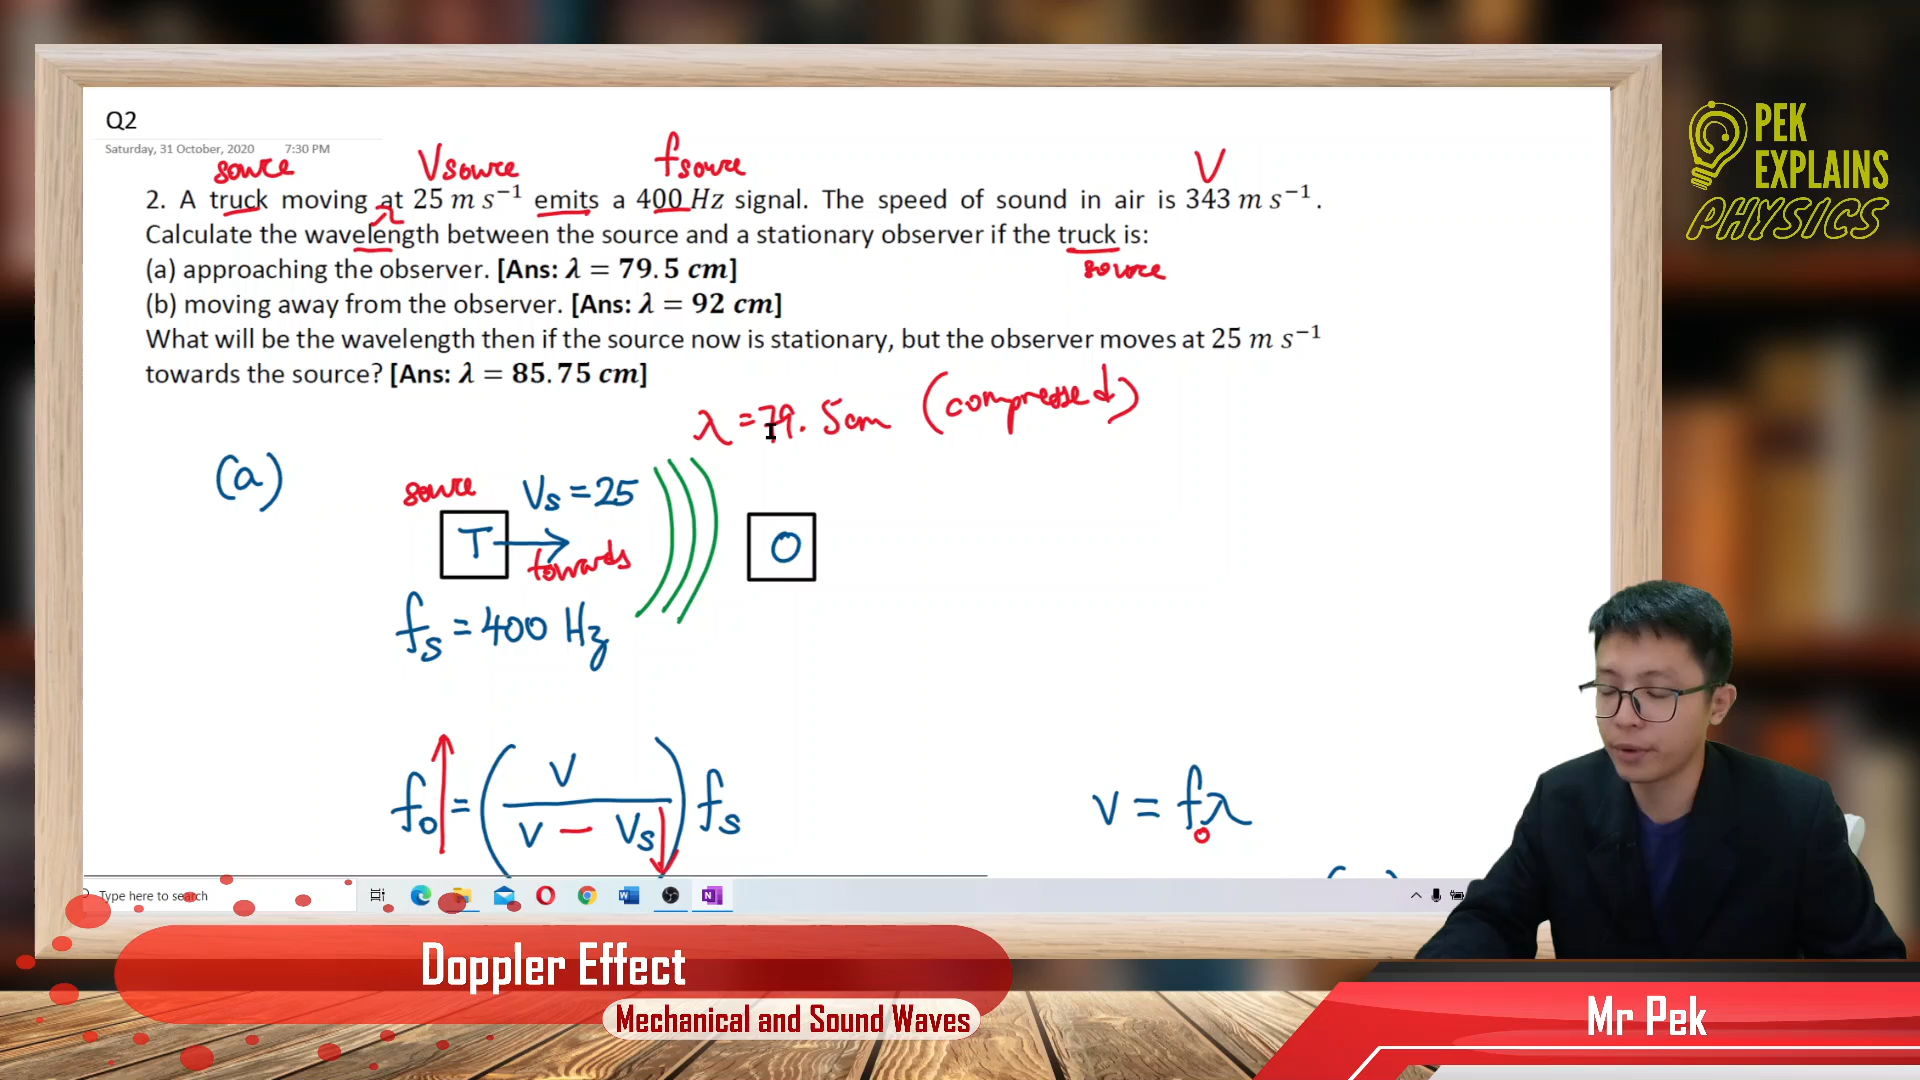 Q2
Saturday, 31 October, 2020 7:30 PM
source Vsource fsource V
2. A truck moving at 25 m s⁻¹ emits a 400 Hz signal. The speed of sound in air is 343 m s⁻¹.
λ
Calculate the wavelength between the source and a stationary observer if the truck is:
source
(a) approaching the observer. [Ans: λ = 79.5 cm]
(b) moving away from the observer. [Ans: λ = 92 cm]
What will be the wavelength then if the source now is stationary, but the observer moves at 25 m s⁻¹
towards the source? [Ans: λ = 85.75 cm]
λ = 79.5cm (compressed)
(a)
source Vs = 25
T O
towards
fs = 400 Hz
fo = (V / V − Vs) fs
v = foλ
Type here to search
PEK
EXPLAINS
PHYSICS
Doppler Effect
Mechanical and Sound Waves
Mr Pek